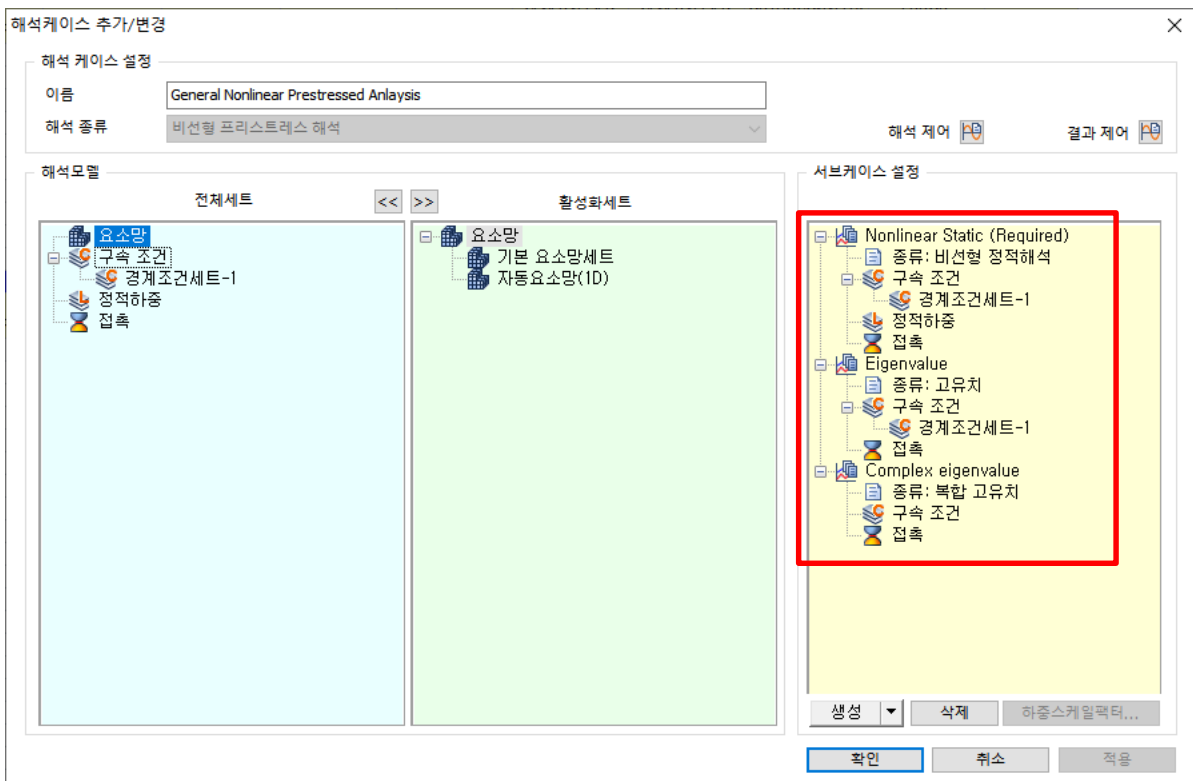 해석케이스 추가/변경
해석 케이스 설정
이름
General Nonlinear Prestressed Anlaysis
해석 종류
비선형 프리스트레스 해석
해석 제어
결과 제어
해석모델
전체세트
<<
>>
활성화세트
요소망
구속 조건
경계조건세트-1
정적하중
접촉
요소망
기본 요소망세트
자동요소망(1D)
서브케이스 설정
Nonlinear Static (Required)
종류: 비선형 정적해석
구속 조건
경계조건세트-1
정적하중
접촉
Eigenvalue
종류: 고유치
구속 조건
경계조건세트-1
접촉
Complex eigenvalue
종류: 복합 고유치
구속 조건
접촉
생성
삭제
하중스케일팩터...
확인
취소
적용